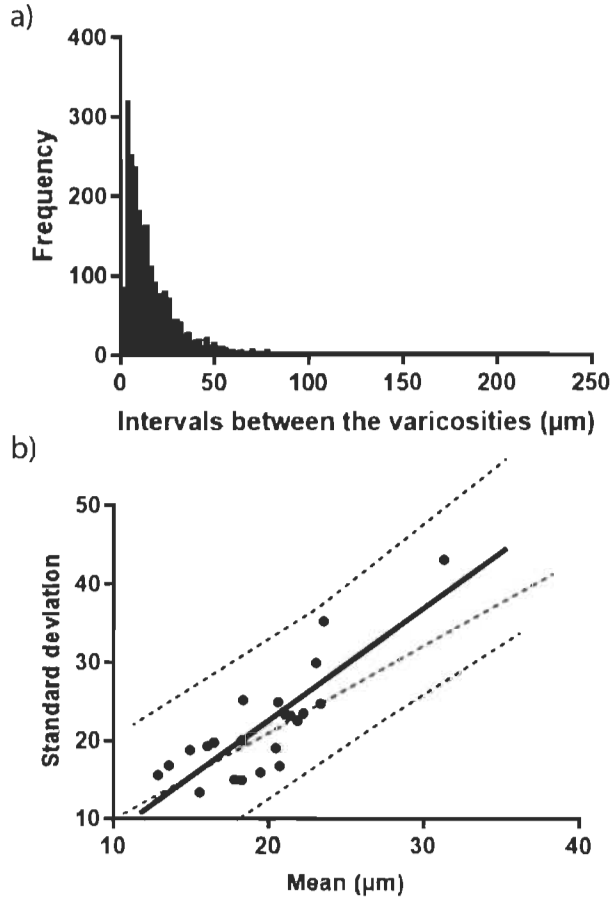 a)
400
300
200
100
0
Frequency
0 50 100 150 200 250
Intervals between the varicosities (µm)
b)
50
40
30
20
10
Standard deviation
10 20 30 40
Mean (µm)